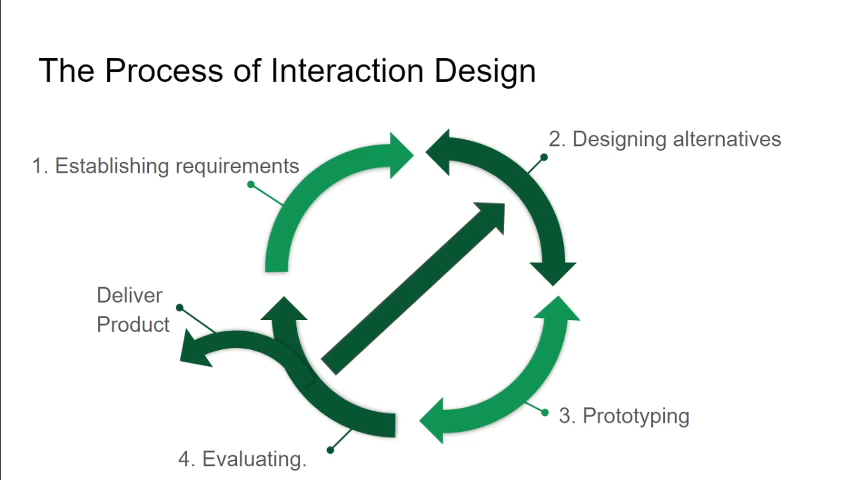 The Process of Interaction Design
1. Establishing requirements
2. Designing alternatives
Deliver
Product
3. Prototyping
4. Evaluating.